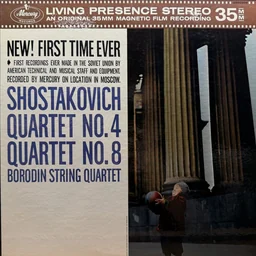 Mercury
LIVING PRESENCE STEREO
AN ORIGINAL 35MM MAGNETIC FILM RECORDING
35MM
NEW! FIRST TIME EVER
FIRST RECORDINGS EVER MADE IN THE SOVIET UNION BY
AMERICAN TECHNICAL AND MUSICAL STAFF AND EQUIPMENT.
RECORDED BY MERCURY ON LOCATION IN MOSCOW.
SHOSTAKOVICH
QUARTET NO.4
QUARTET NO.8
BORODIN STRING QUARTET